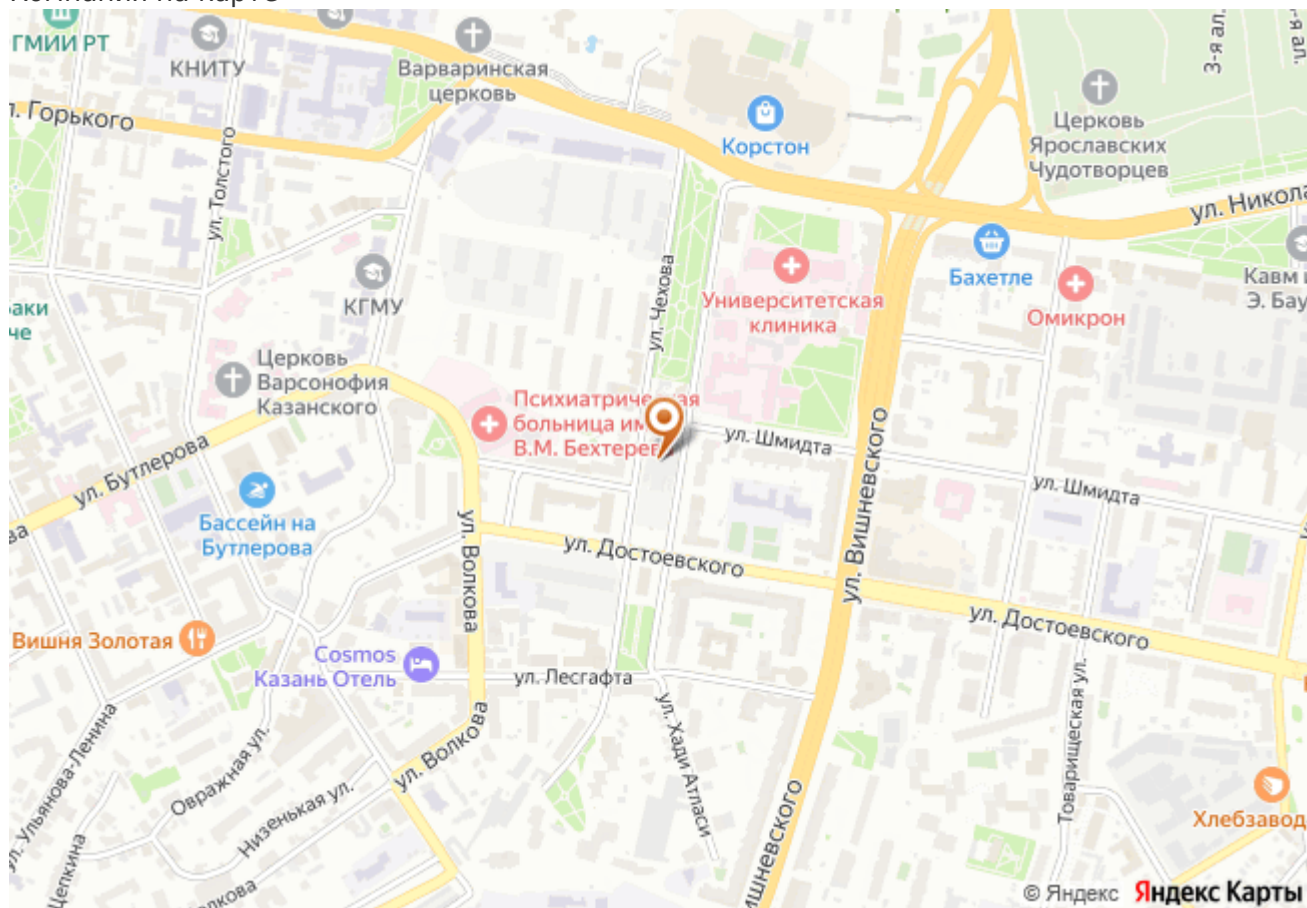 ГМИИ РТ
КНИТУ
Варваринская
церковь
Горького
ул. Толстого
Корстон
3-я ал.
я ал.
Церковь
Ярославских
Чудотворцев
ул. Никола
КГМУ
ул. Чехова
Университетская
клиника
Бахетле
Омикрон
Кавм
Э. Бау
Церковь
Варсонофия
Казанского
Психиатрическая
больница им
В.М. Бехтерева
ул. Шмидта
ул. Шмидта
ул. Бутлерова
Бассейн на
Бутлерова
ул. Волкова
ул. Достоевского
ул. Вишневского
ул. Достоевского
Вишня Золотая
Cosmos
Казань Отель
ул. Лесгафта
ул. Волкова
ул. Хади Атласи
Товарищеская ул.
ул. Ульянова-Ленина
Овражная ул.
Низенькая ул.
Щепкина
Вишневского
Хлебзавод
© Яндекс Яндекс Карты